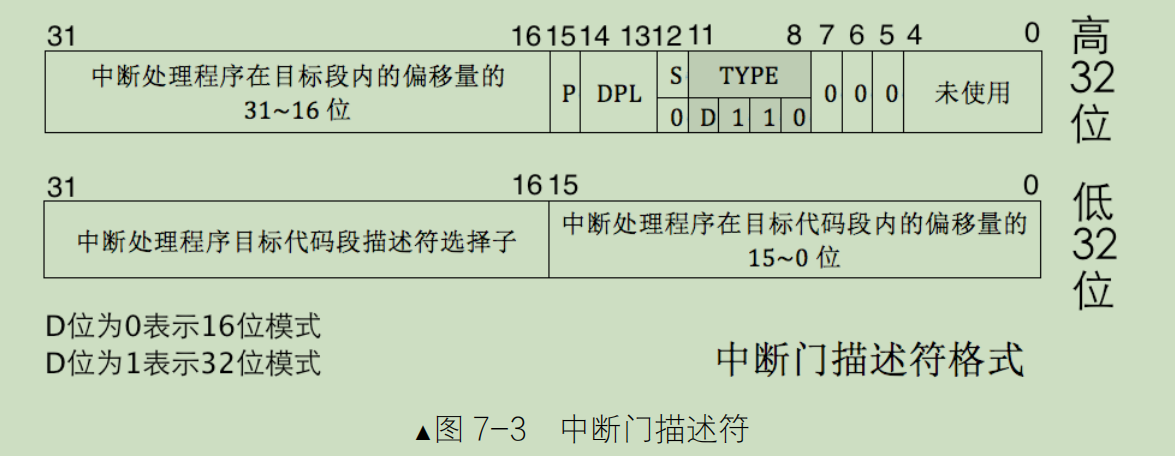 31 16 15 14 13 12 11 8 7 6 5 4 0
中断处理程序在目标段内的偏移量的
31~16 位
P DPL S TYPE 0 0 0 未使用
0 D 1 1 0
高
32
位
31 16 15 0
中断处理程序目标代码段描述符选择子
中断处理程序在目标代码段内的偏移量的
15~0 位
低
32
位
D位为0表示16位模式
D位为1表示32位模式
中断门描述符格式
▲图 7-3 中断门描述符